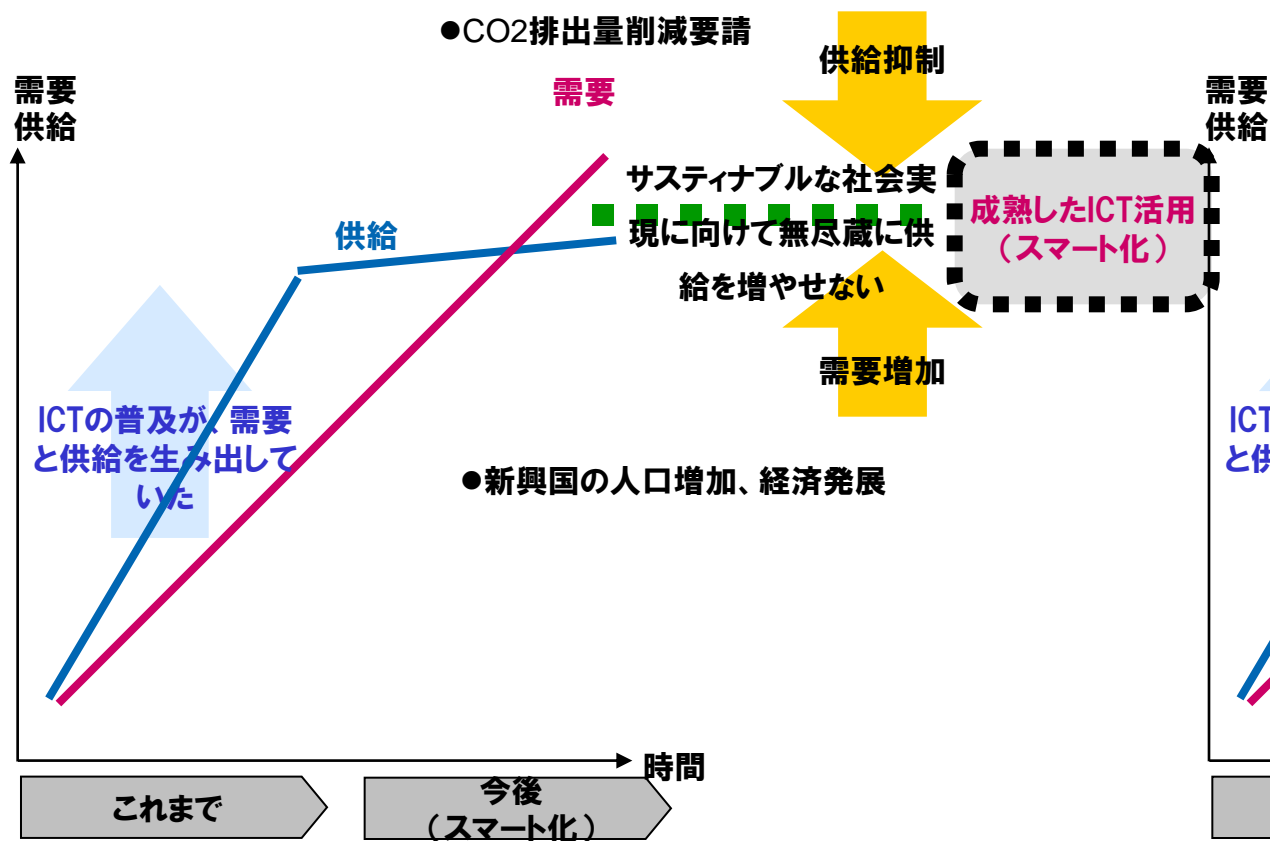 ●CO2排出量削減要請
供給抑制
需要
供給
需要
供給
サスティナブルな社会実
現に向けて無尽蔵に供
給を増やせない
成熟したICT活用
（スマート化）
需要増加
ICTの普及が、需要
と供給を生み出して
いた
●新興国の人口増加、経済発展
時間
これまで
今後
（スマート化）
需要
供給
ICT
と供